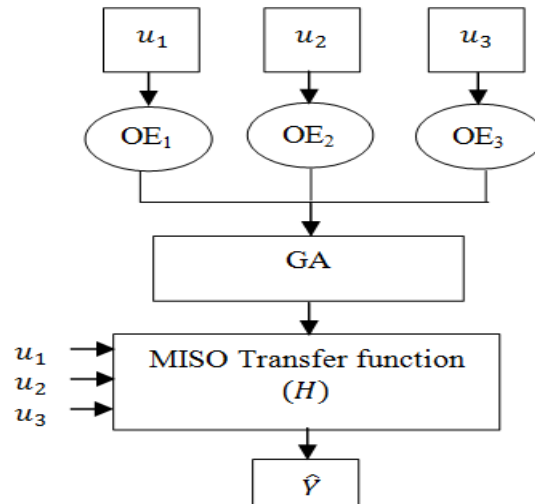 u₁ u₂ u₃
OE₁ OE₂ OE₃
GA
MISO Transfer function
(H)
u₁
u₂
u₃
Ŷ